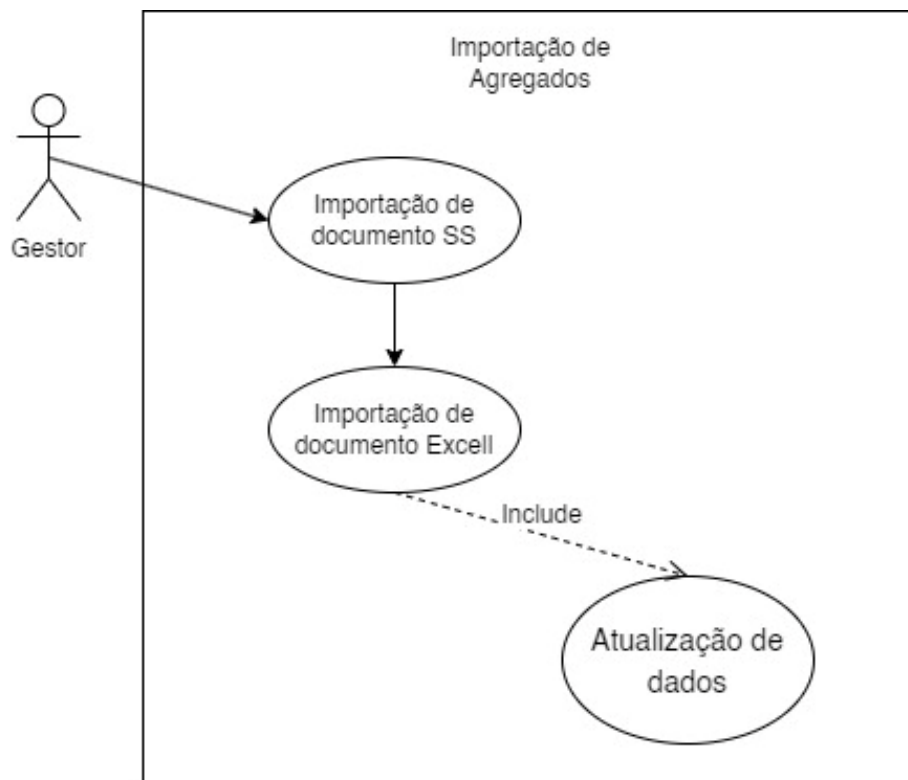 Importação de
Agregados
Gestor
Importação de
documento SS
Importação de
documento Excell
Include
Atualização de
dados